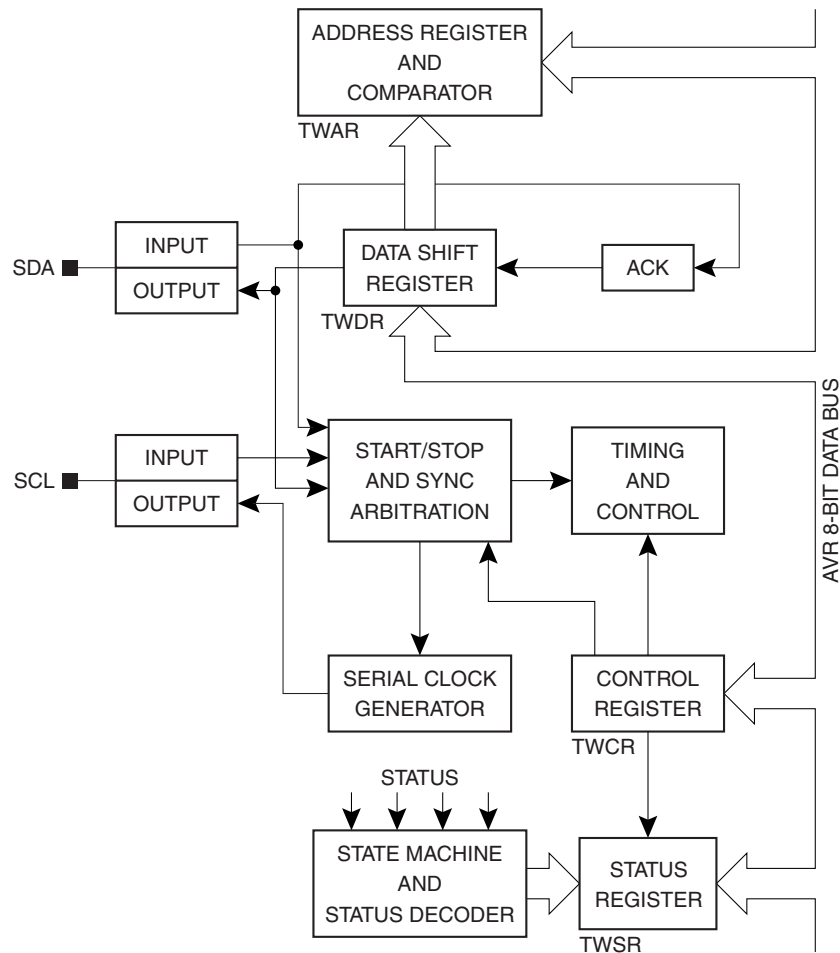 ADDRESS REGISTER
AND
COMPARATOR
TWAR
INPUT
SDA
OUTPUT
DATA SHIFT
REGISTER
TWDR
ACK
AVR 8-BIT DATA BUS
INPUT
SCL
OUTPUT
START/STOP
AND SYNC
ARBITRATION
TIMING
AND
CONTROL
SERIAL CLOCK
GENERATOR
CONTROL
REGISTER
TWCR
STATUS
STATE MACHINE
AND
STATUS DECODER
STATUS
REGISTER
TWSR